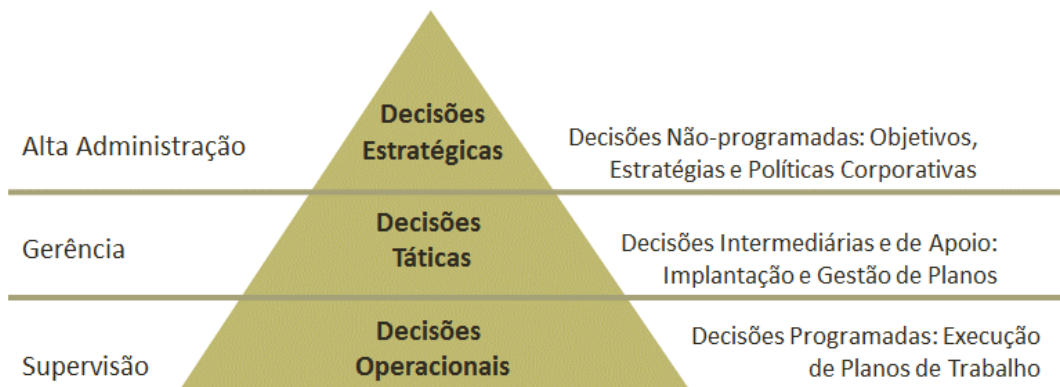 Alta Administração
Decisões
Estratégicas
Decisões Não-programadas: Objetivos,
Estratégias e Políticas Corporativas
Gerência
Decisões
Táticas
Decisões Intermediárias e de Apoio:
Implantação e Gestão de Planos
Supervisão
Decisões
Operacionais
Decisões Programadas: Execução
de Planos de Trabalho